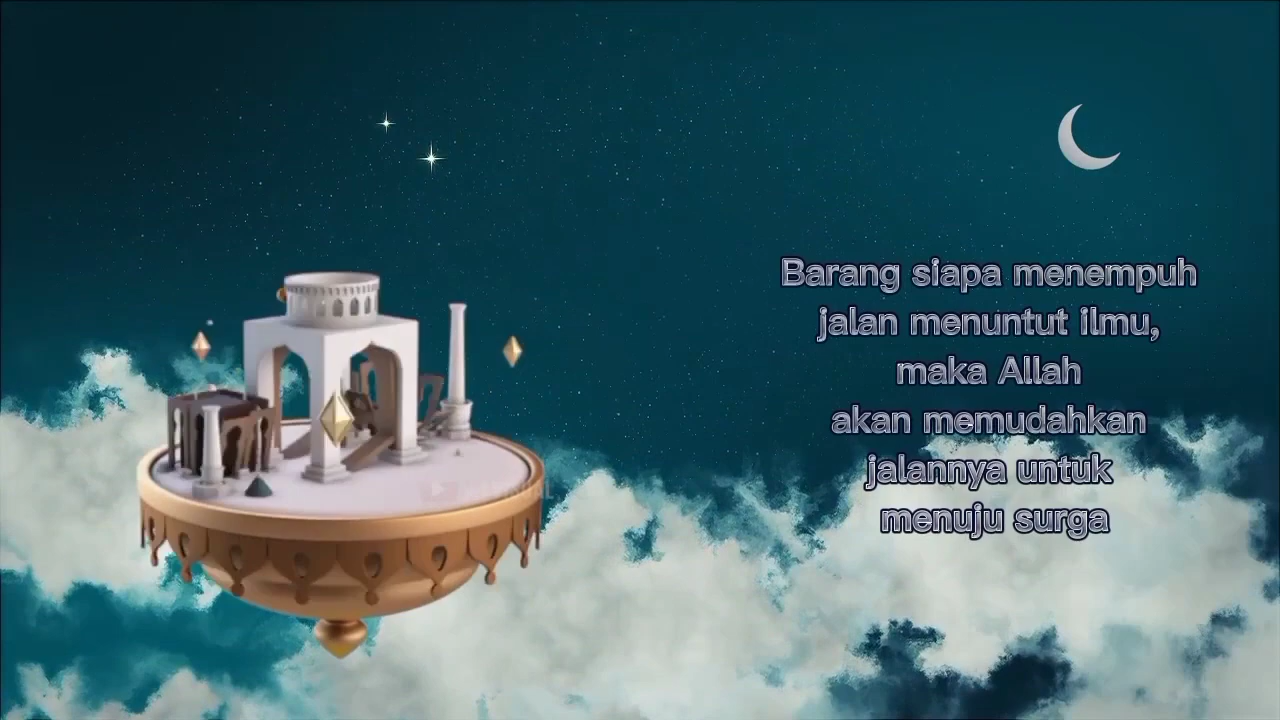 Barang siapa menempuh
jalan menuntut ilmu,
maka Allah
akan memudahkan
jalannya untuk
menuju surga